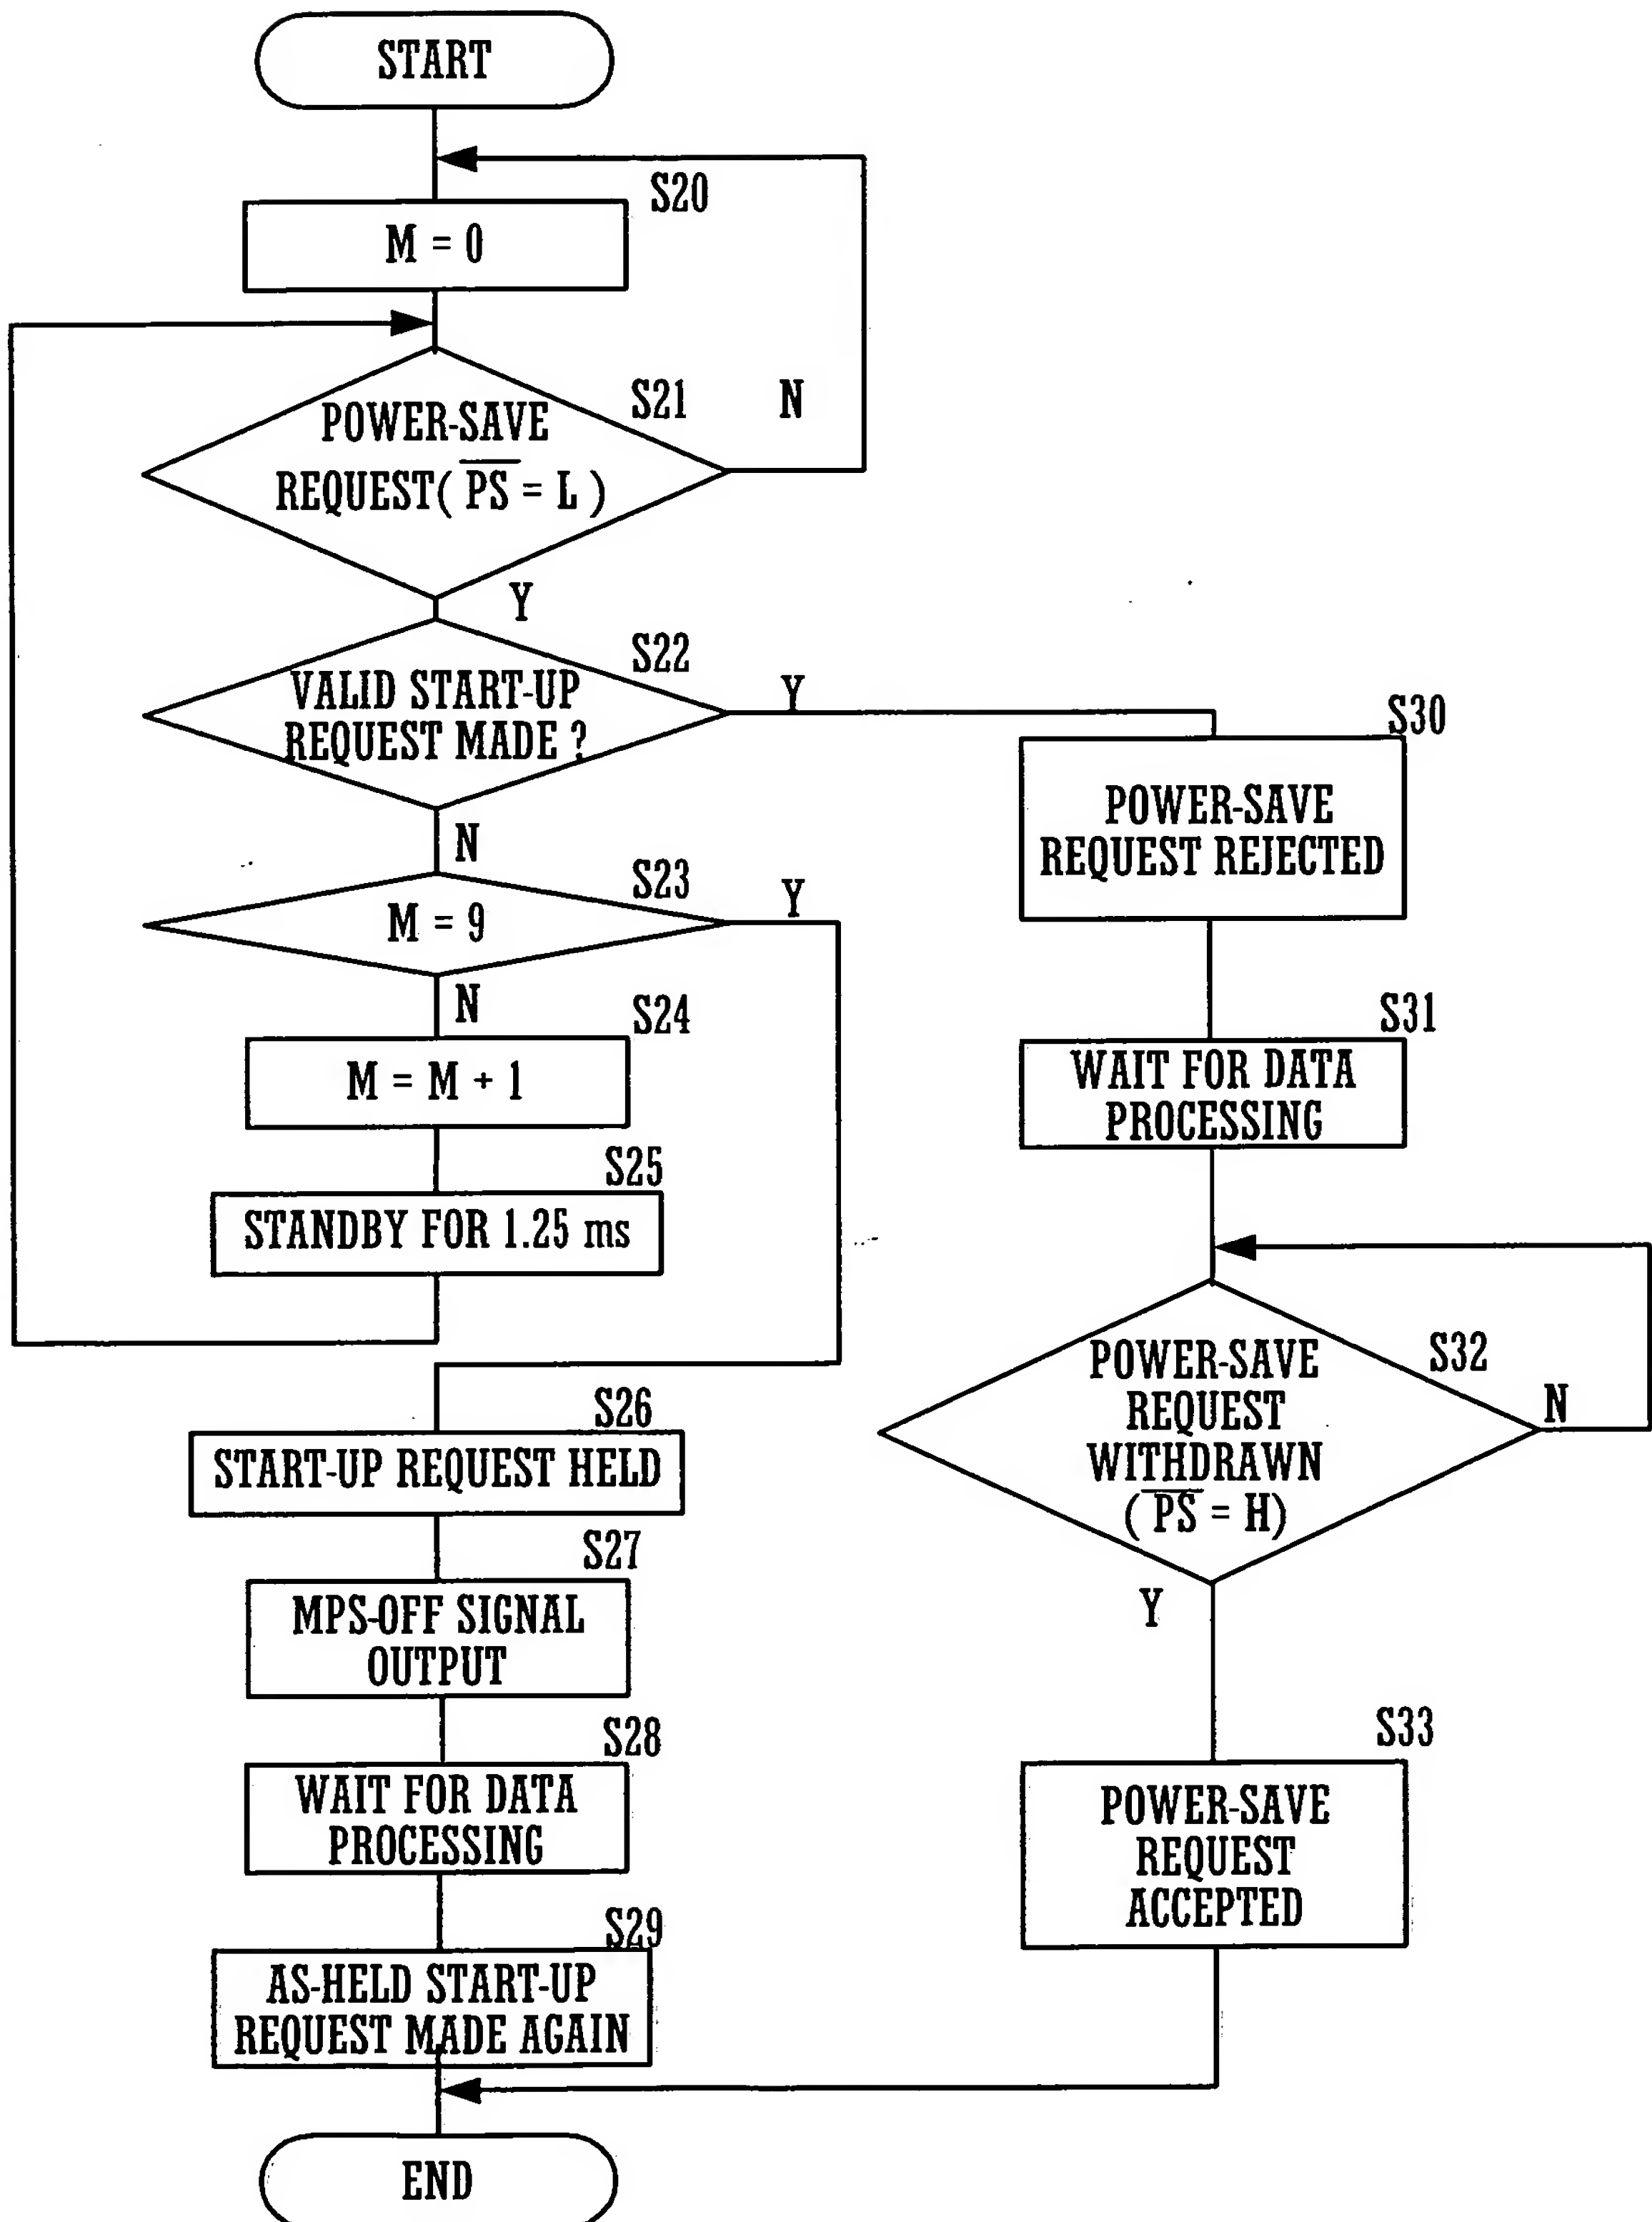 START
S20
M = 0
S21
N
POWER-SAVE
REQUEST( P̅S̅ = L )
Y
S22
VALID START-UP
REQUEST MADE ?
Y
N
S23
M = 9
Y
N
S24
M = M + 1
S25
STANDBY FOR 1.25 ms
S26
START-UP REQUEST HELD
S27
MPS-OFF SIGNAL
OUTPUT
S28
WAIT FOR DATA
PROCESSING
S29
AS-HELD START-UP
REQUEST MADE AGAIN
S30
POWER-SAVE
REQUEST REJECTED
S31
WAIT FOR DATA
PROCESSING
S32
POWER-SAVE
REQUEST
WITHDRAWN
( P̅S̅ = H)
N
Y
S33
POWER-SAVE
REQUEST
ACCEPTED
END